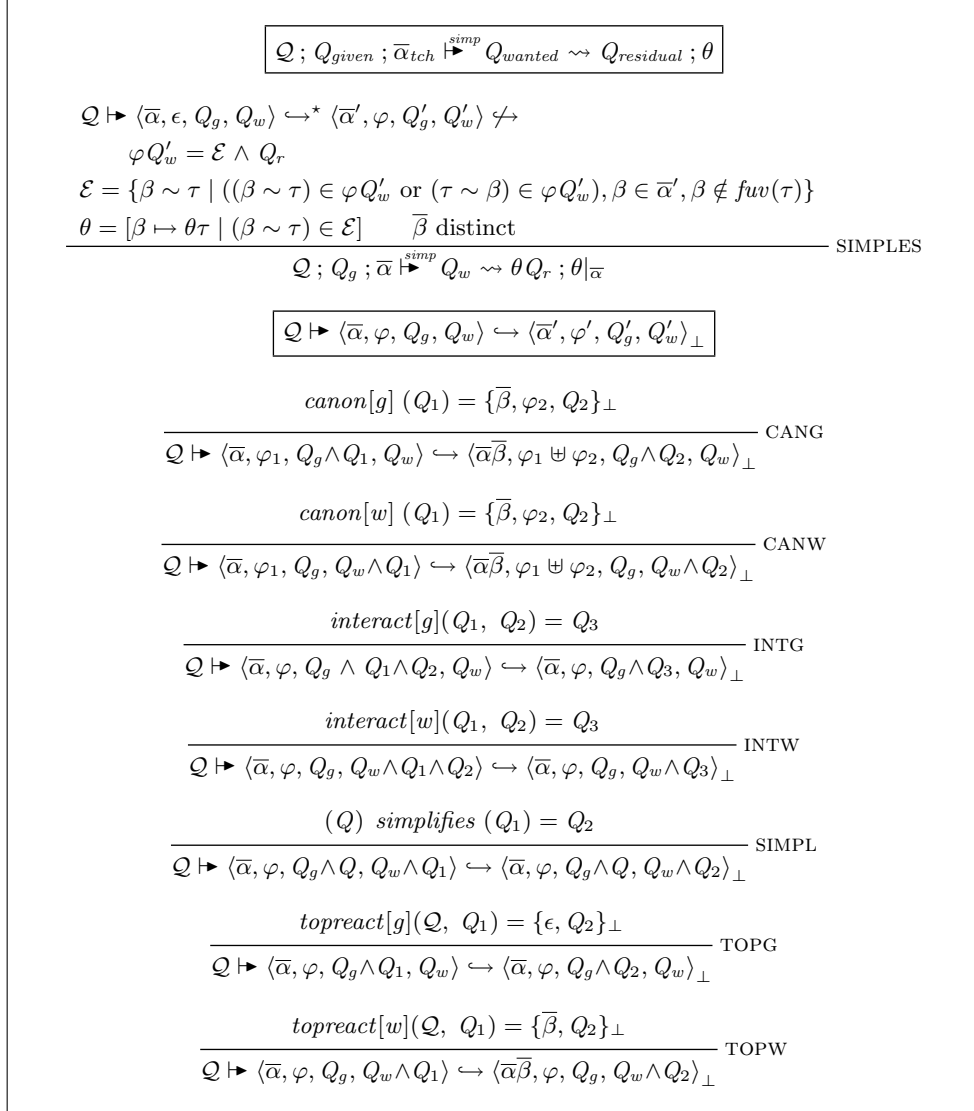 𝒬 ; Q_given ; ᾱ_tch ⊢^simp Q_wanted ⇝ Q_residual ; θ
𝒬 ⊢ ⟨ᾱ, ϵ, Q_g, Q_w⟩ ↪⋆ ⟨ᾱ′, φ, Q′_g, Q′_w⟩ ↪̸
φQ′_w = ℰ ∧ Q_r
ℰ = {β ∼ τ | ((β ∼ τ) ∈ φQ′_w or (τ ∼ β) ∈ φQ′_w), β ∈ ᾱ′, β ∉ fuv(τ)}
θ = [β ↦ θτ | (β ∼ τ) ∈ ℰ] β̄ distinct
SIMPLES
𝒬 ; Q_g ; ᾱ ⊢^simp Q_w ⇝ θQ_r ; θ|_ᾱ
𝒬 ⊢ ⟨ᾱ, φ, Q_g, Q_w⟩ ↪ ⟨ᾱ′, φ′, Q′_g, Q′_w⟩_⊥
canon[g] (Q_1) = {β̄, φ_2, Q_2}_⊥
CANG
𝒬 ⊢ ⟨ᾱ, φ_1, Q_g∧Q_1, Q_w⟩ ↪ ⟨ᾱβ̄, φ_1 ⊎ φ_2, Q_g∧Q_2, Q_w⟩_⊥
canon[w] (Q_1) = {β̄, φ_2, Q_2}_⊥
CANW
𝒬 ⊢ ⟨ᾱ, φ_1, Q_g, Q_w∧Q_1⟩ ↪ ⟨ᾱβ̄, φ_1 ⊎ φ_2, Q_g, Q_w∧Q_2⟩_⊥
interact[g](Q_1, Q_2) = Q_3
INTG
𝒬 ⊢ ⟨ᾱ, φ, Q_g ∧ Q_1∧Q_2, Q_w⟩ ↪ ⟨ᾱ, φ, Q_g∧Q_3, Q_w⟩_⊥
interact[w](Q_1, Q_2) = Q_3
INTW
𝒬 ⊢ ⟨ᾱ, φ, Q_g, Q_w∧Q_1∧Q_2⟩ ↪ ⟨ᾱ, φ, Q_g, Q_w∧Q_3⟩_⊥
(Q) simplifies (Q_1) = Q_2
SIMPL
𝒬 ⊢ ⟨ᾱ, φ, Q_g∧Q, Q_w∧Q_1⟩ ↪ ⟨ᾱ, φ, Q_g∧Q, Q_w∧Q_2⟩_⊥
topreact[g](𝒬, Q_1) = {ϵ, Q_2}_⊥
TOPG
𝒬 ⊢ ⟨ᾱ, φ, Q_g∧Q_1, Q_w⟩ ↪ ⟨ᾱ, φ, Q_g∧Q_2, Q_w⟩_⊥
topreact[w](𝒬, Q_1) = {β̄, Q_2}_⊥
TOPW
𝒬 ⊢ ⟨ᾱ, φ, Q_g, Q_w∧Q_1⟩ ↪ ⟨ᾱβ̄, φ, Q_g, Q_w∧Q_2⟩_⊥